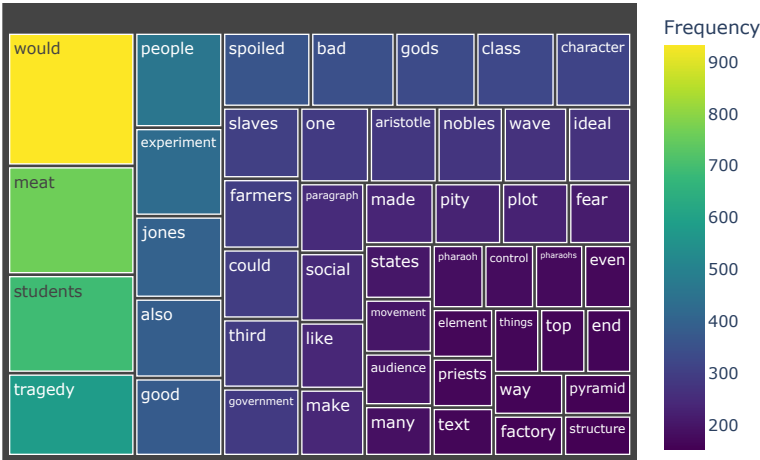 would
meat
students
tragedy
people
experiment
jones
also
good
spoiled
bad
gods
class
character
slaves
one
aristotle
nobles
wave
ideal
farmers
paragraph
made
pity
plot
fear
could
social
states
pharaoh
control
pharaohs
even
movement
element
things
top
end
third
like
audience
priests
way
pyramid
government
make
many
text
factory
structure
Frequency
900
800
700
600
500
400
300
200